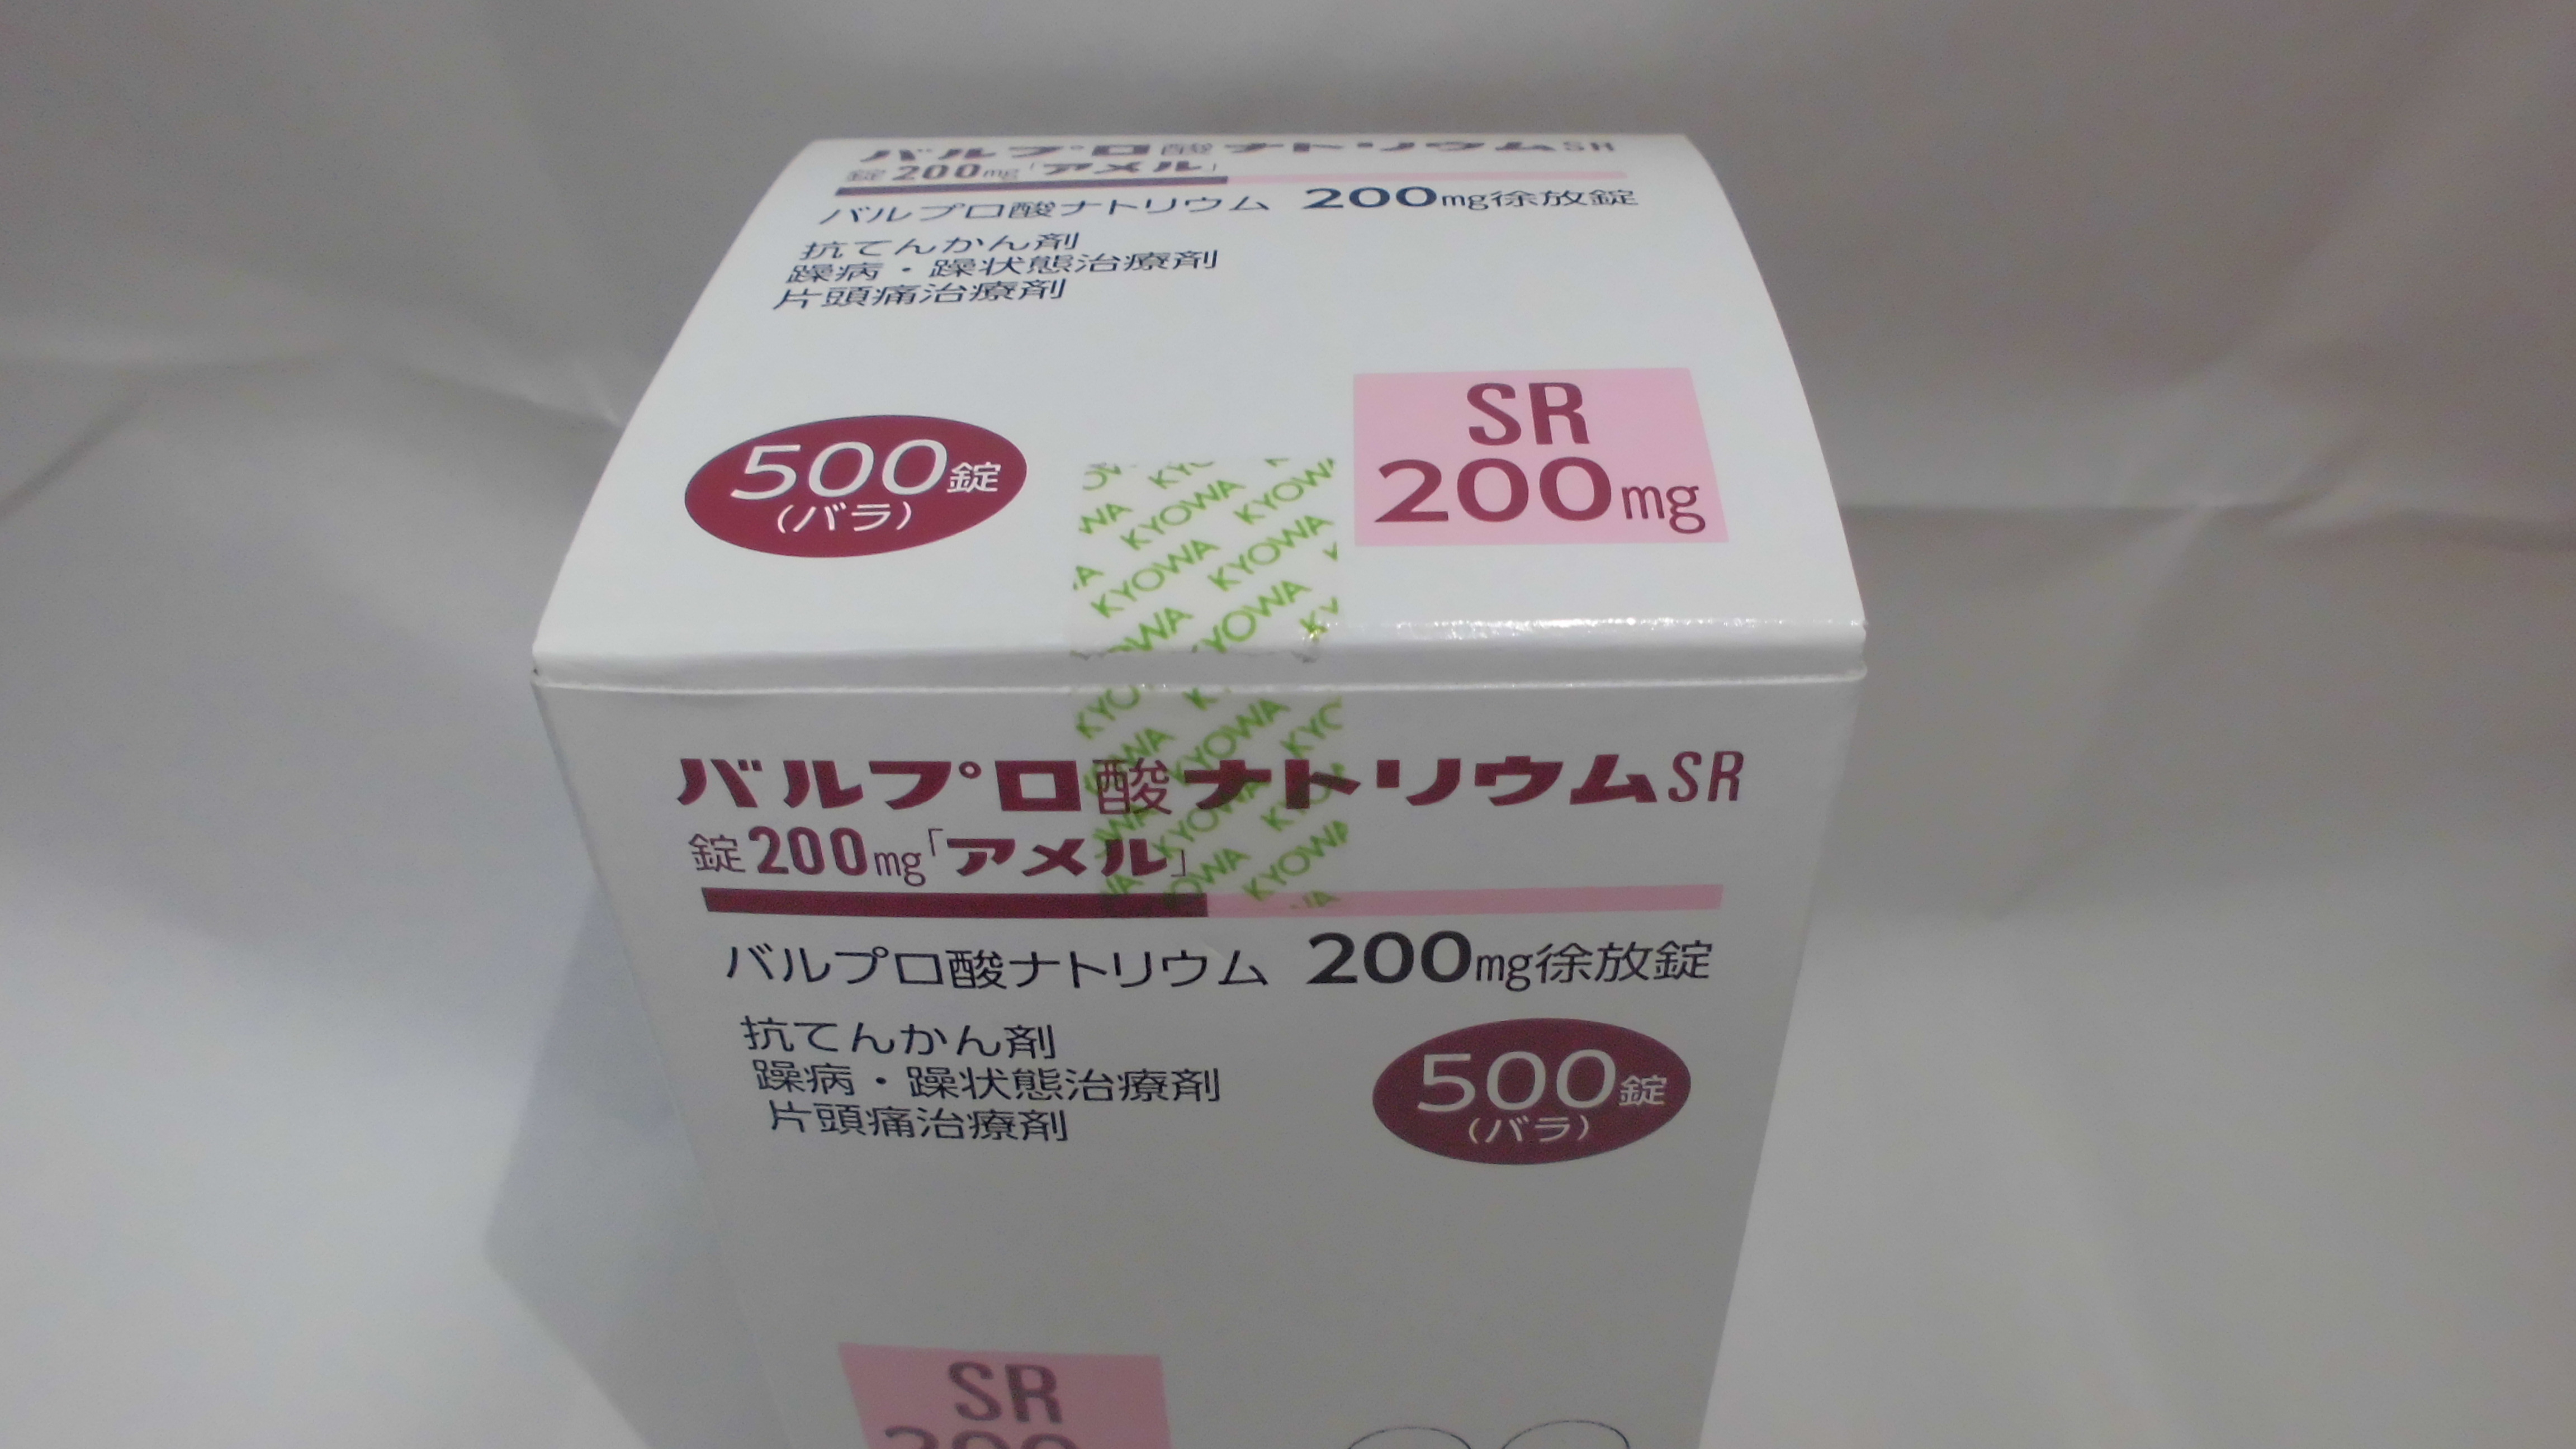 バルプロ酸ナトリウムSR
錠200mg「アメル」
バルプロ酸ナトリウム 200mg徐放錠
抗てんかん剤
躁病・躁状態治療剤
片頭痛治療剤
SR
200mg
500錠
(バラ)
KYOWA KYOWA
KYOWA KYOWA
KYOWA
KYOWA
バルプロ酸ナトリウムSR
錠200mg「アメル」
バルプロ酸ナトリウム 200mg徐放錠
抗てんかん剤
躁病・躁状態治療剤
片頭痛治療剤
500錠
(バラ)
SR
200